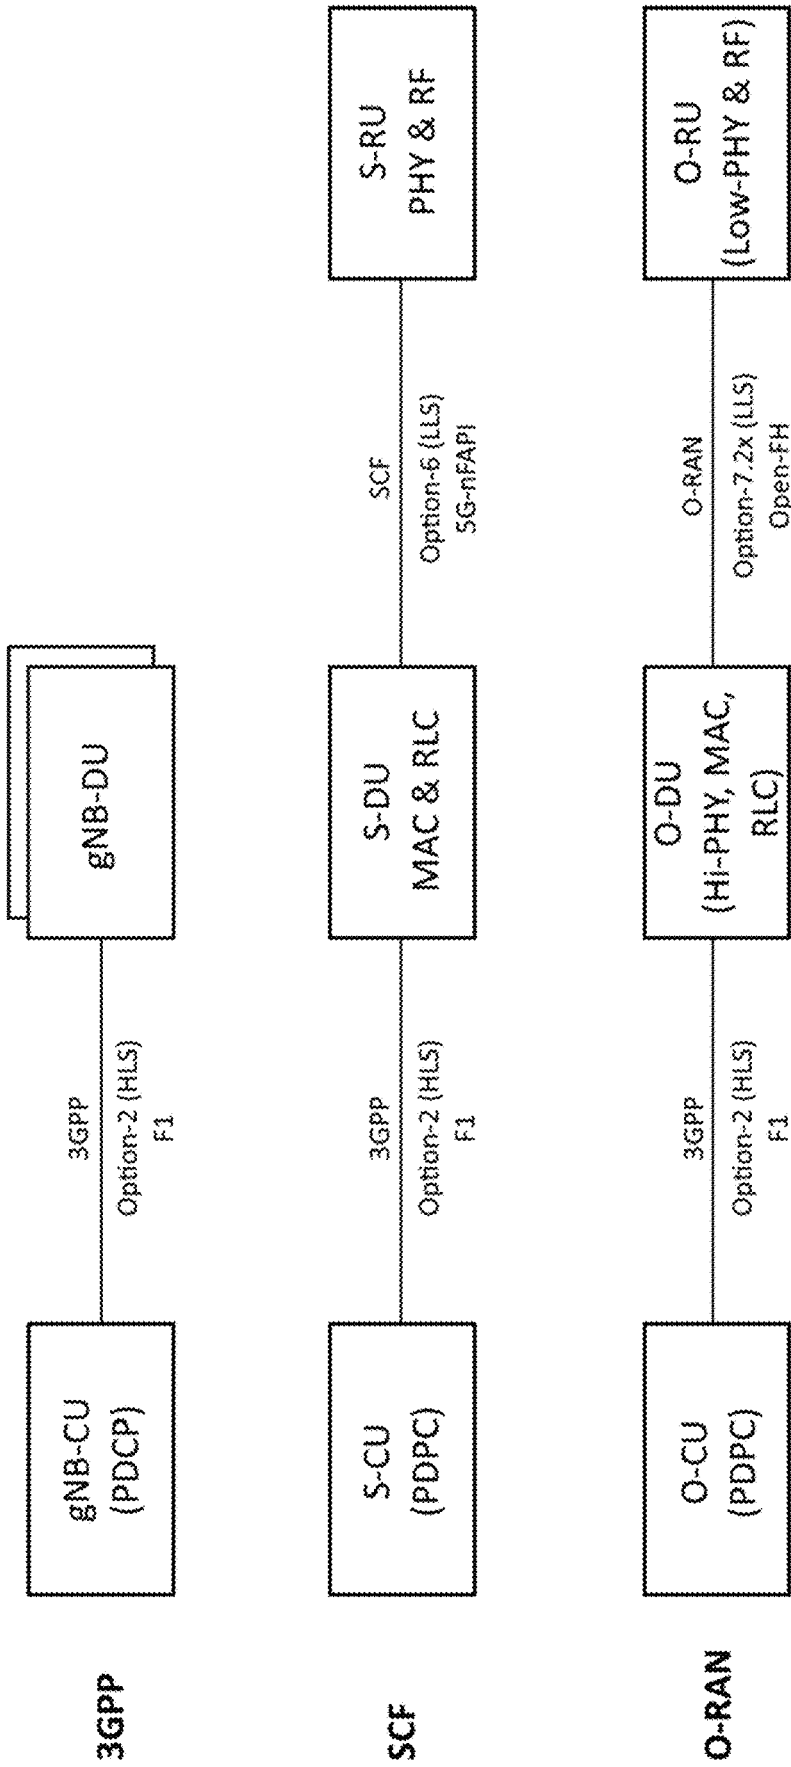 3GPP
gNB-CU
(PDCP)
3GPP
Option-2 (HLS)
F1
gNB-DU
SCF
S-CU
(PDPC)
3GPP
Option-2 (HLS)
F1
S-DU
MAC & RLC
SCF
Option-6 (LLS)
5G-nFAPI
S-RU
PHY & RF
O-RAN
O-CU
(PDPC)
3GPP
Option-2 (HLS)
F1
O-DU
(Hi-PHY, MAC,
RLC)
O-RAN
Option-7.2x (LLS)
Open-FH
O-RU
(Low-PHY & RF)